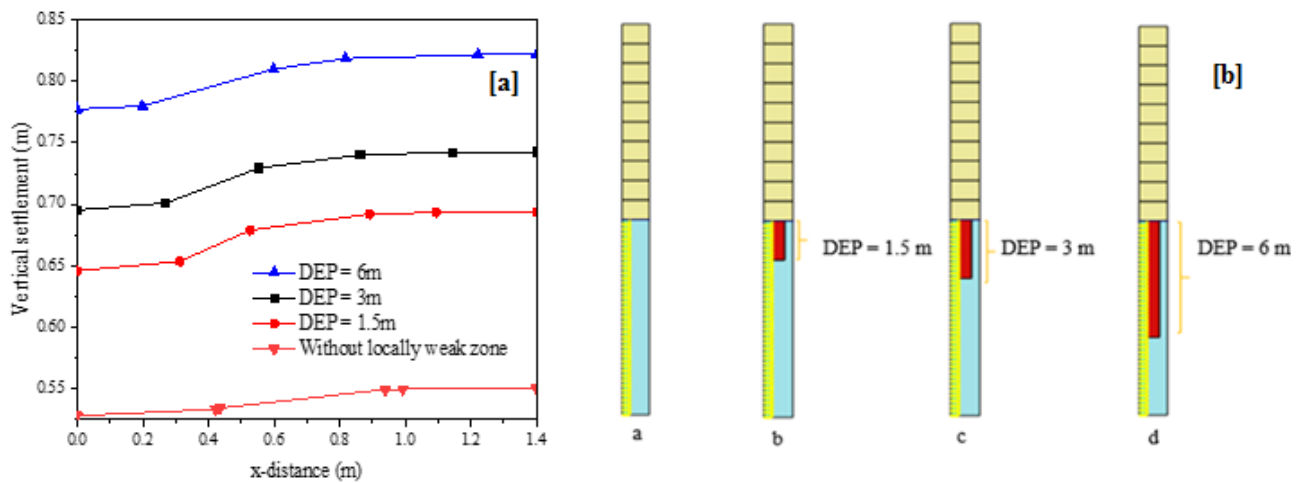 0.85
0.80
0.75
0.70
0.65
0.60
0.55
Vertical settlement (m)
[a]
DEP = 6m
DEP = 3m
DEP = 1.5m
Without locally weak zone
0.0 0.2 0.4 0.6 0.8 1.0 1.2 1.4
x-distance (m)
[b]
DEP = 1.5 m
DEP = 3 m
DEP = 6 m
a b c d